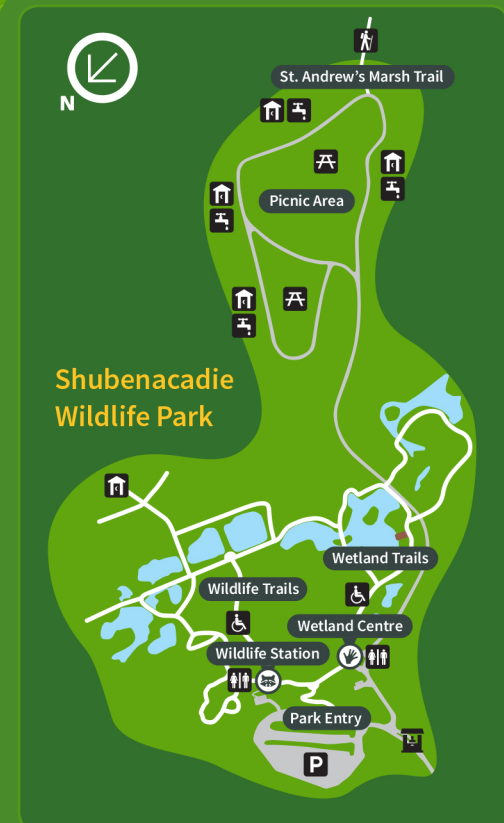 N
St. Andrew's Marsh Trail
Picnic Area
Shubenacadie
Wildlife Park
Wetland Trails
Wildlife Trails
Wetland Centre
Wildlife Station
Park Entry
P